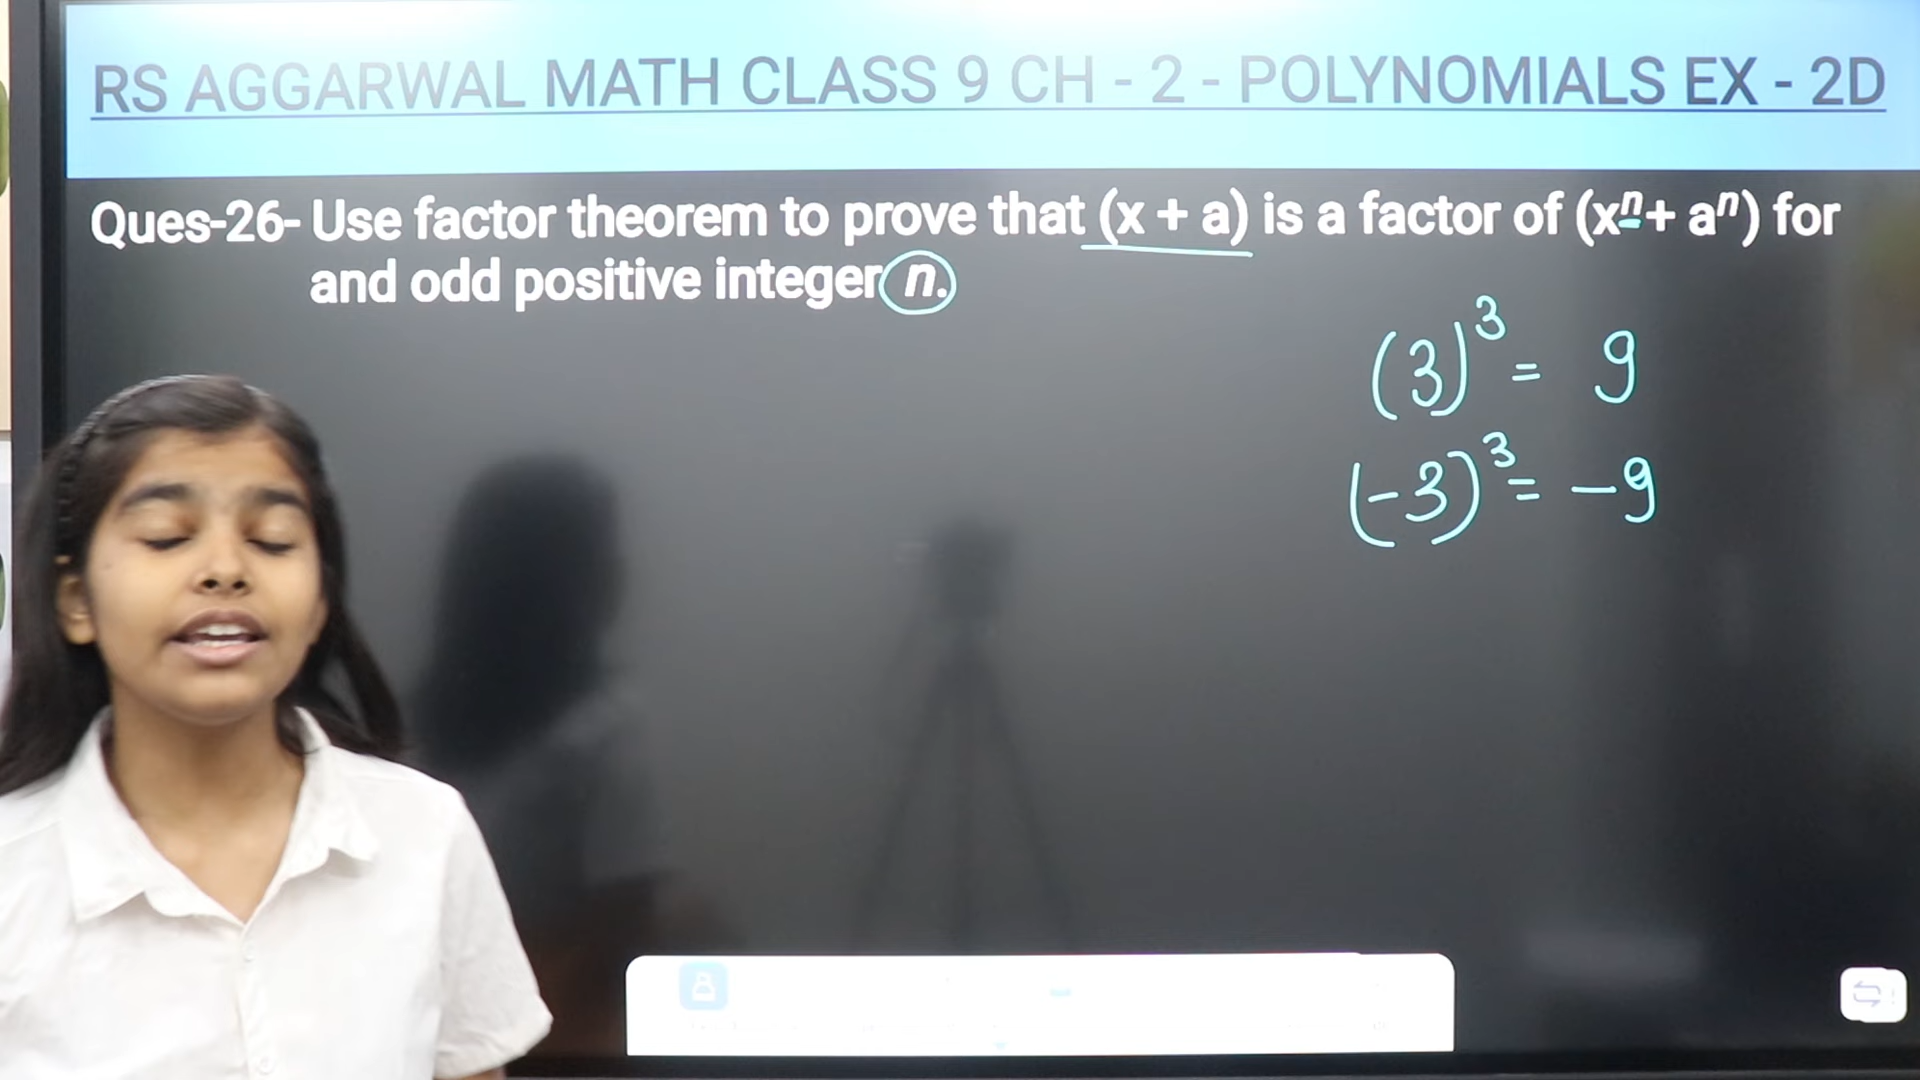 RS AGGARWAL MATH CLASS 9 CH - 2 - POLYNOMIALS EX - 2D
Ques-26- Use factor theorem to prove that (x + a) is a factor of (xⁿ+ aⁿ) for
and odd positive integer n.
(3)³ = 9
(-3)³ = -9